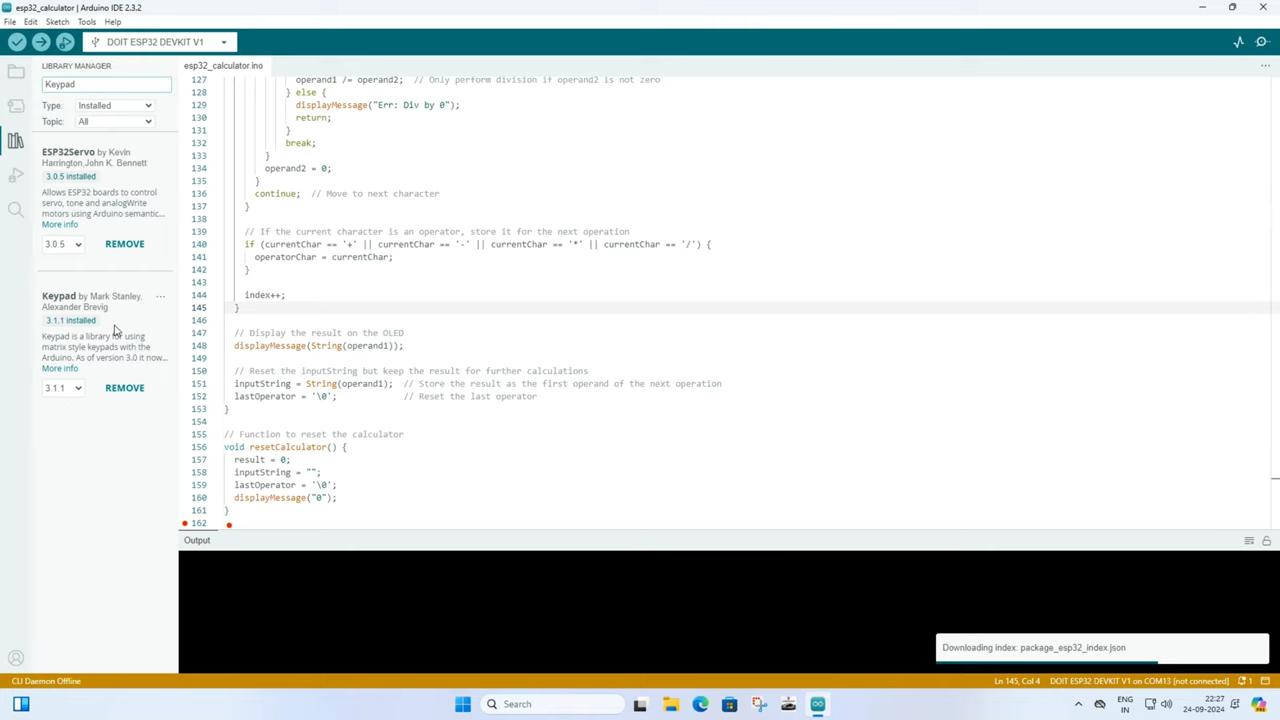 esp32_calculator | Arduino IDE 2.3.2
File Edit Sketch Tools Help
DOIT ESP32 DEVKIT V1
LIBRARY MANAGER
Keypad
Type: Installed
Topic: All
ESP32Servo by Kevin
Harrington,John K. Bennett
3.0.5 installed
Allows ESP32 boards to control
servo, tone and analogWrite
motors using Arduino semantic...
More info
3.0.5 REMOVE
Keypad by Mark Stanley,
Alexander Brevig
3.1.1 installed
Keypad is a library for using
matrix style keypads with the
Arduino. As of version 3.0 it now...
More info
3.1.1 REMOVE
esp32_calculator.ino
127 operand1 /= operand2; // Only perform division if operand2 is not zero
128 } else {
129 displayMessage("Err: Div by 0");
130 return;
131 }
132 break;
133 }
134 operand2 = 0;
135 }
136 continue; // Move to next character
137 }
138
139 // If the current character is an operator, store it for the next operation
140 if (currentChar == '+' || currentChar == '-' || currentChar == '*' || currentChar == '/') {
141 operatorChar = currentChar;
142 }
143
144 index++;
145 }
146
147 // Display the result on the OLED
148 displayMessage(String(operand1));
149
150 // Reset the inputString but keep the result for further calculations
151 inputString = String(operand1); // Store the result as the first operand of the next operation
152 lastOperator = '\0'; // Reset the last operator
153 }
154
155 // Function to reset the calculator
156 void resetCalculator() {
157 result = 0;
158 inputString = "";
159 lastOperator = '\0';
160 displayMessage("0");
161 }
162
Output
Downloading index: package_esp32_index.json
CLI Daemon Offline
Ln 145, Col 4 DOIT ESP32 DEVKIT V1 on COM13 [not connected] 1
Search
ENG
IN
22:27
24-09-2024